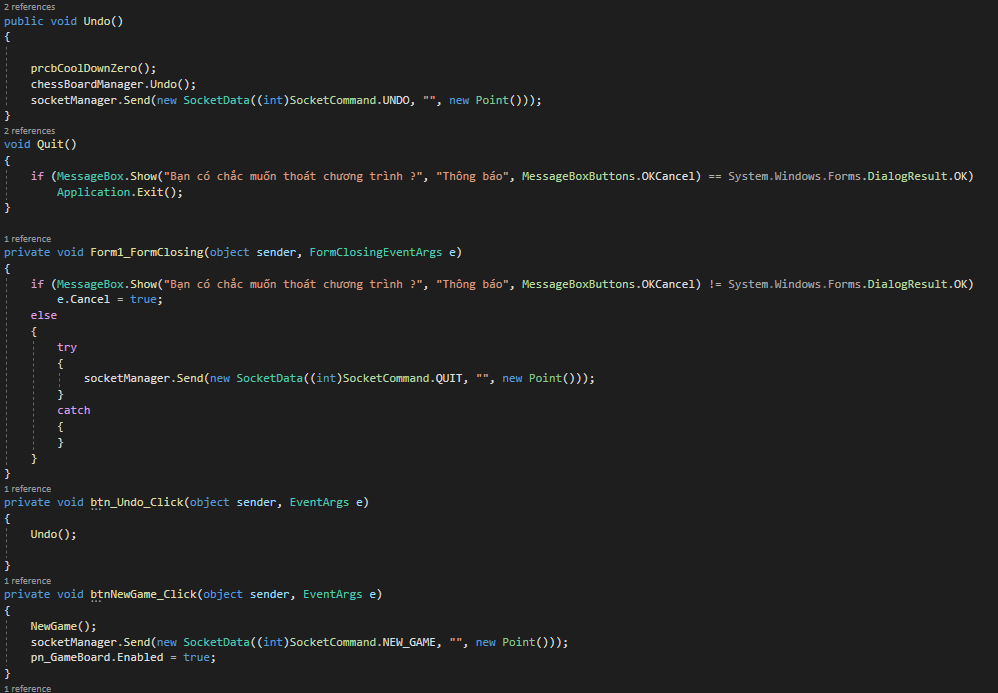 2 references
public void Undo()
{
prcbCoolDownZero();
chessBoardManager.Undo();
socketManager.Send(new SocketData((int)SocketCommand.UNDO, "", new Point()));
}
2 references
void Quit()
{
if (MessageBox.Show("Bạn có chắc muốn thoát chương trình ?", "Thông báo", MessageBoxButtons.OKCancel) == System.Windows.Forms.DialogResult.OK)
Application.Exit();
}
1 reference
private void Form1_FormClosing(object sender, FormClosingEventArgs e)
{
if (MessageBox.Show("Bạn có chắc muốn thoát chương trình ?", "Thông báo", MessageBoxButtons.OKCancel) != System.Windows.Forms.DialogResult.OK)
e.Cancel = true;
else
{
try
{
socketManager.Send(new SocketData((int)SocketCommand.QUIT, "", new Point()));
}
catch
{
}
}
}
1 reference
private void btn_Undo_Click(object sender, EventArgs e)
{
Undo();
}
1 reference
private void btnNewGame_Click(object sender, EventArgs e)
{
NewGame();
socketManager.Send(new SocketData((int)SocketCommand.NEW_GAME, "", new Point()));
pn_GameBoard.Enabled = true;
}
1 reference